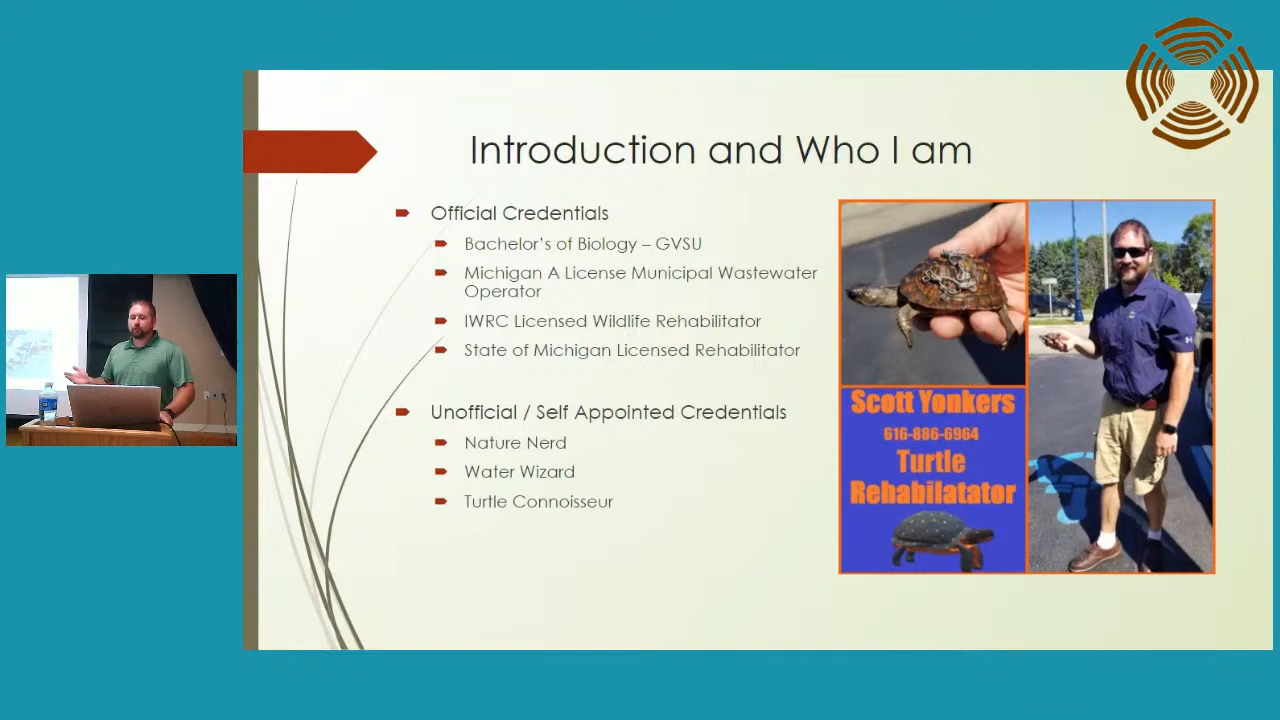 Introduction and Who I am
Official Credentials
Bachelor's of Biology – GVSU
Michigan A License Municipal Wastewater
Operator
IWRC Licensed Wildlife Rehabilitator
State of Michigan Licensed Rehabilitator
Unofficial / Self Appointed Credentials
Nature Nerd
Water Wizard
Turtle Connoisseur
Scott Yonkers
616-886-6964
Turtle
Rehabilatator